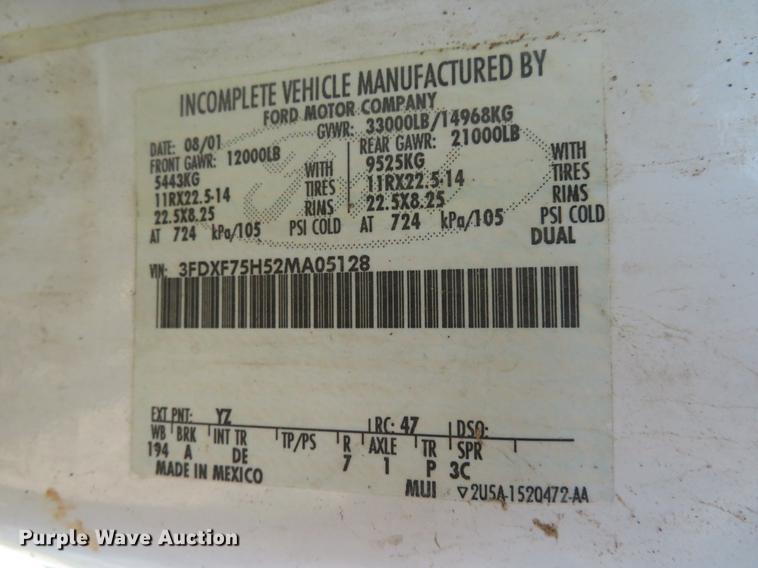 INCOMPLETE VEHICLE MANUFACTURED BY
FORD MOTOR COMPANY
DATE: 08/01 GVWR: 33000LB/14968KG
FRONT GAWR: 12000LB REAR GAWR: 21000LB
5443KG WITH 9525KG WITH
11RX22.5-14 TIRES 11RX22.5-14 TIRES
22.5X8.25 RIMS 22.5X8.25 RIMS
AT 724 kPa/105 PSI COLD AT 724 kPa/105 PSI COLD
DUAL
VIN: 3FDXF75H52MA05128
EXT PNT: YZ RC: 47 DSO:
WB BRK INT TR TP/PS R AXLE TR SPR
194 A DE 7 1 P 3C
MADE IN MEXICO
MUI ▽2U5A-1520472-AA
Purple Wave Auction